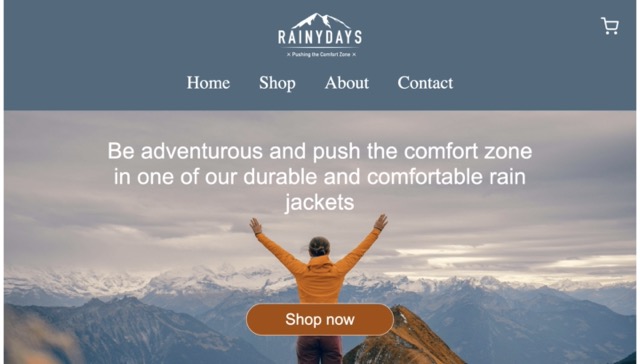 RAINYDAYS
× Pushing the Comfort Zone ×
Home Shop About Contact
Be adventurous and push the comfort zone
in one of our durable and comfortable rain
jackets
Shop now